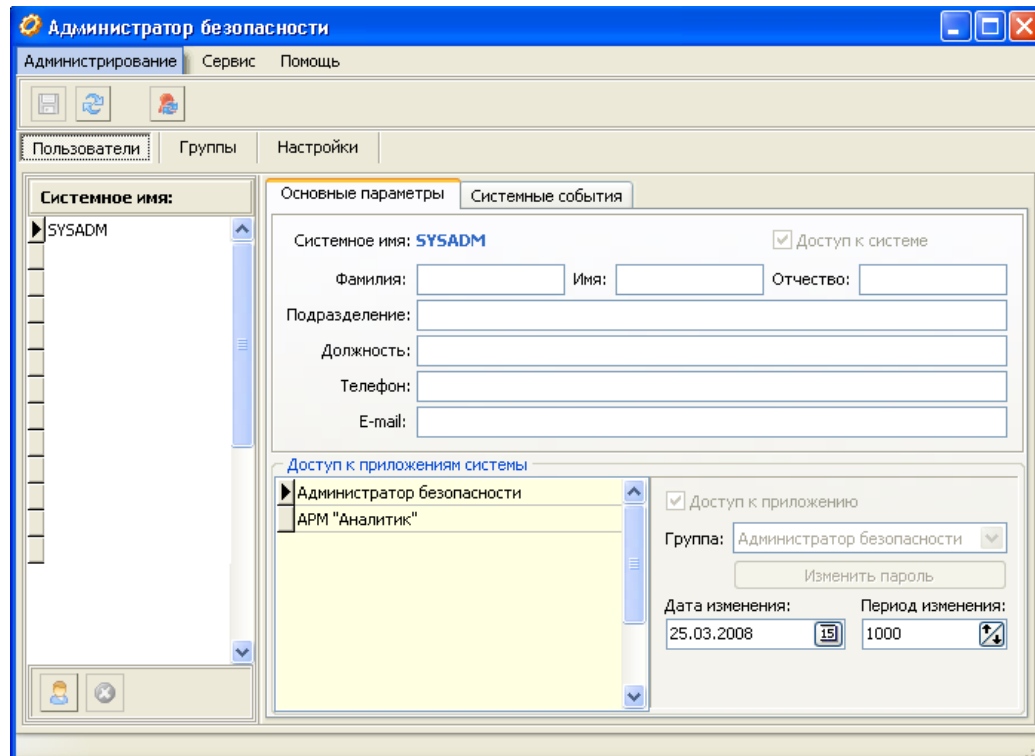 Администратор безопасности
Администрирование Сервис Помощь
Пользователи Группы Настройки
Системное имя:
SYSADM
Основные параметры Системные события
Системное имя: SYSADM Доступ к системе
Фамилия: Имя: Отчество:
Подразделение:
Должность:
Телефон:
E-mail:
Доступ к приложениям системы
Администратор безопасности
АРМ "Аналитик"
Доступ к приложению
Группа: Администратор безопасности
Изменить пароль
Дата изменения: Период изменения:
25.03.2008 15 1000